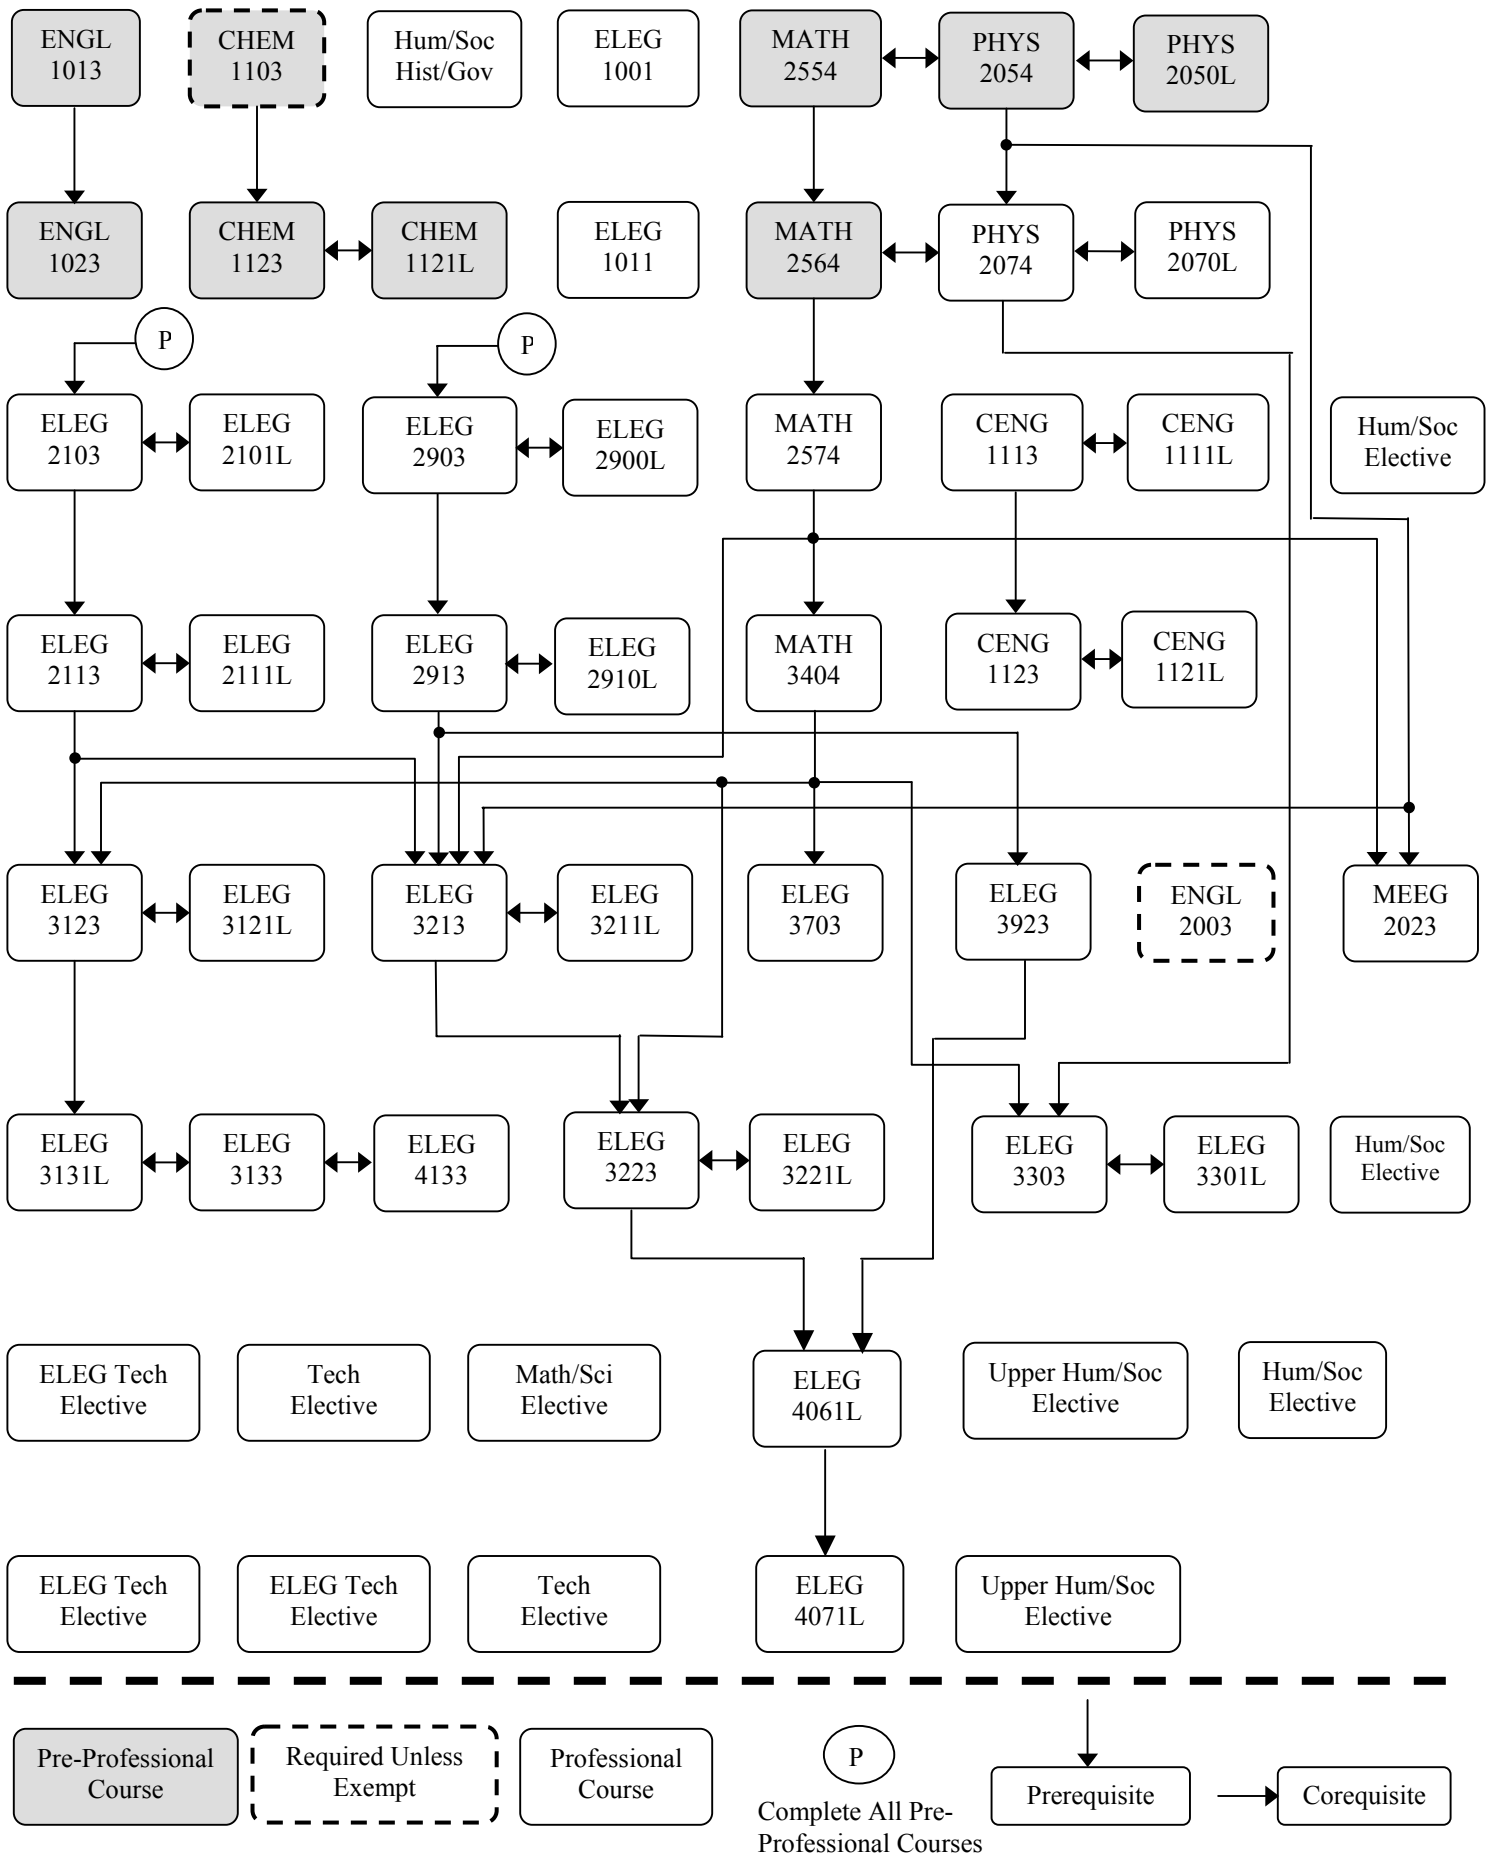 ENGL
1013
CHEM
1103
Hum/Soc
Hist/Gov
ELEG
1001
MATH
2554
PHYS
2054
PHYS
2050L
ENGL
1023
CHEM
1123
CHEM
1121L
ELEG
1011
MATH
2564
PHYS
2074
PHYS
2070L
P
P
ELEG
2103
ELEG
2101L
ELEG
2903
ELEG
2900L
MATH
2574
CENG
1113
CENG
1111L
Hum/Soc
Elective
ELEG
2113
ELEG
2111L
ELEG
2913
ELEG
2910L
MATH
3404
CENG
1123
CENG
1121L
ELEG
3123
ELEG
3121L
ELEG
3213
ELEG
3211L
ELEG
3703
ELEG
3923
ENGL
2003
MEEG
2023
ELEG
3131L
ELEG
3133
ELEG
4133
ELEG
3223
ELEG
3221L
ELEG
3303
ELEG
3301L
Hum/Soc
Elective
ELEG Tech
Elective
Tech
Elective
Math/Sci
Elective
ELEG
4061L
Upper Hum/Soc
Elective
Hum/Soc
Elective
ELEG Tech
Elective
ELEG Tech
Elective
Tech
Elective
ELEG
4071L
Upper Hum/Soc
Elective
Pre-Professional
Course
Required Unless
Exempt
Professional
Course
P
Complete All Pre-
Professional Courses
Prerequisite
Corequisite